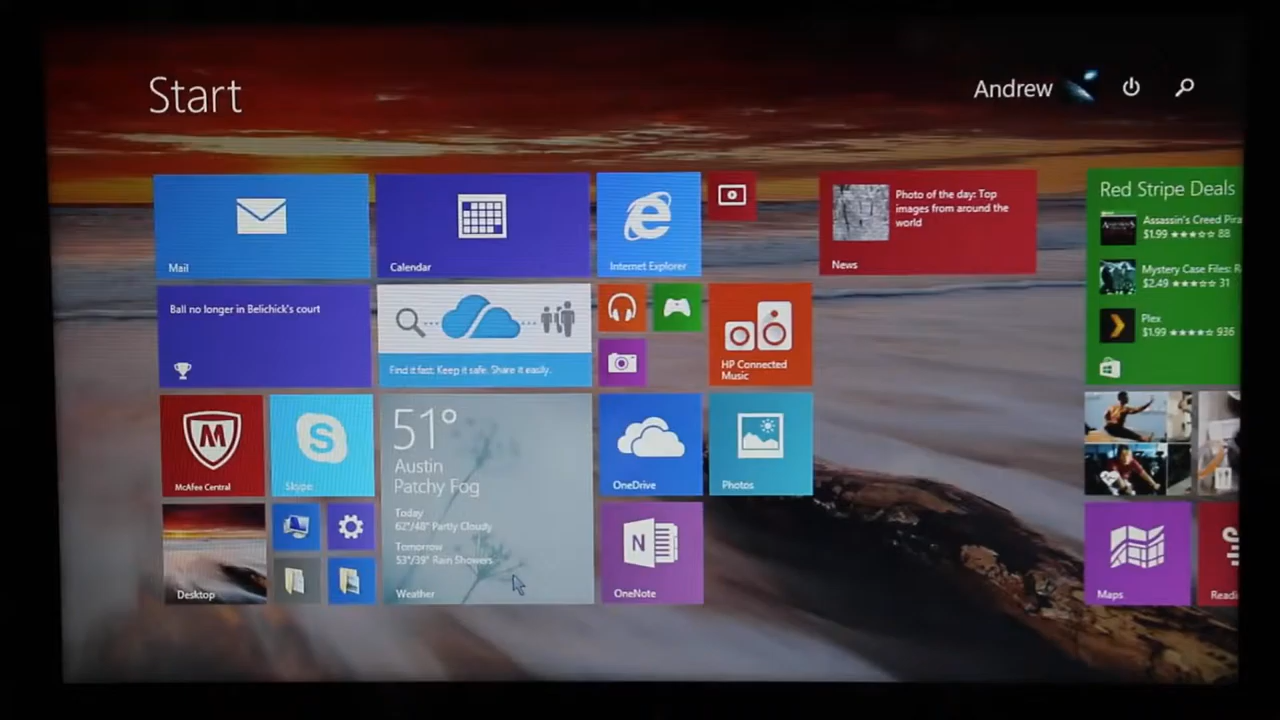 Start
Andrew
Mail
Calendar
Internet Explorer
Photo of the day: Top
images from around the
world
News
Red Stripe Deals
Assassin's Creed Pira
$1.99 ★★★☆☆ 88
Mystery Case Files: R
$2.49 ★★★★☆ 31
Plex
$1.99 ★★★★☆ 936
Ball no longer in Belichick's court
Find it fast. Keep it safe. Share it easily.
HP Connected
Music
McAfee Central
Skype
51°
Austin
Patchy Fog
Today
62°/48° Partly Cloudy
Tomorrow
53°/39° Rain Showers
Weather
OneDrive
Photos
Desktop
OneNote
Maps
Readi